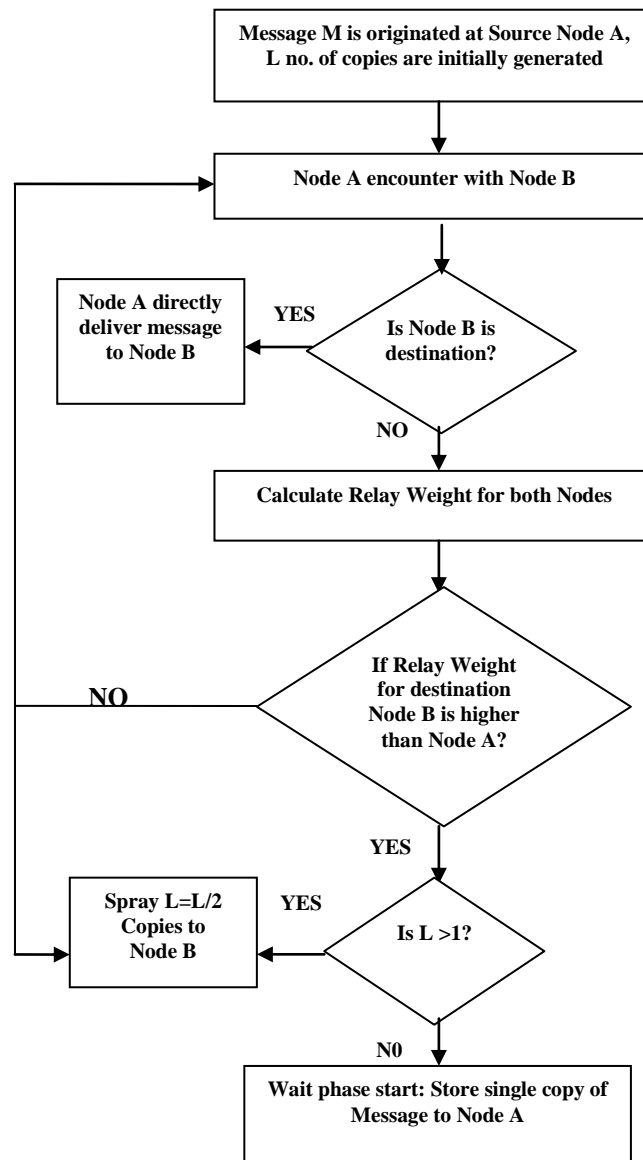 Message M is originated at Source Node A,
L no. of copies are initially generated
Node A encounter with Node B
Node A directly
deliver message
to Node B
YES
Is Node B is
destination?
NO
Calculate Relay Weight for both Nodes
If Relay Weight
for destination
Node B is higher
than Node A?
NO
YES
Spray L=L/2
Copies to
Node B
YES
Is L >1?
N0
Wait phase start: Store single copy of
Message to Node A